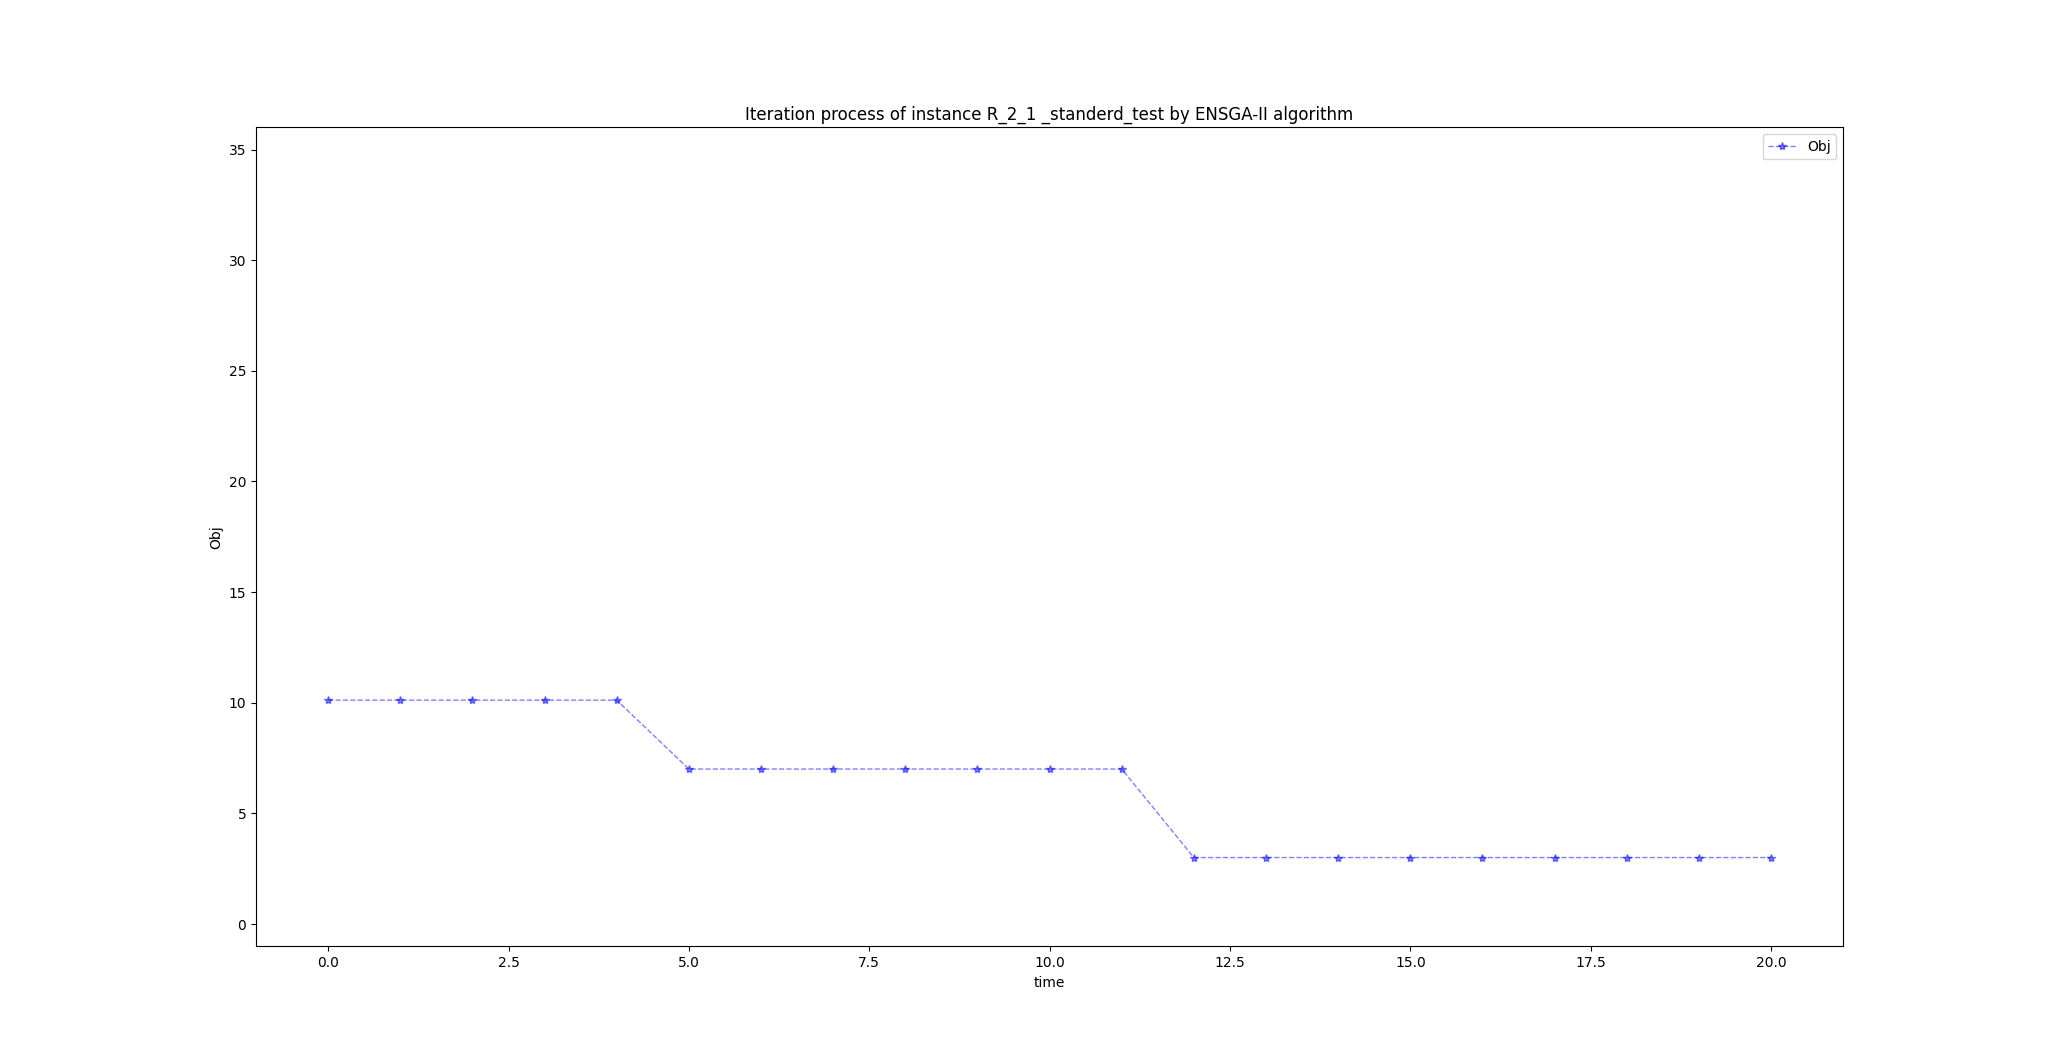 Iteration process of instance R_2_1 _standerd_test by ENSGA-II algorithm
Obj
35
30
25
20
15
10
5
0
Obj
0.0 2.5 5.0 7.5 10.0 12.5 15.0 17.5 20.0
time